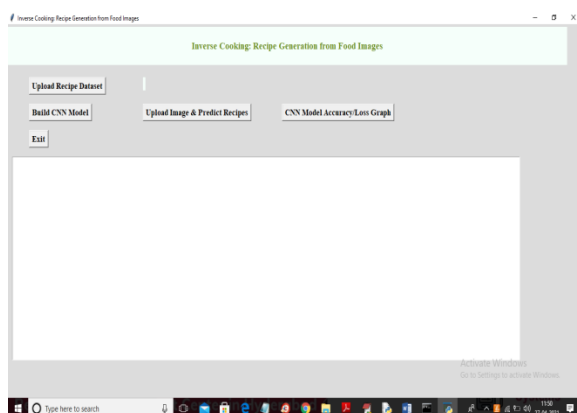 Inverse Cooking: Recipe Generation from Food Images
Inverse Cooking: Recipe Generation from Food Images
Upload Recipe Dataset
Build CNN Model
Upload Image & Predict Recipes
CNN Model Accuracy/Loss Graph
Exit
Activate Windows
Go to Settings to activate Windows.
Type here to search
11:50